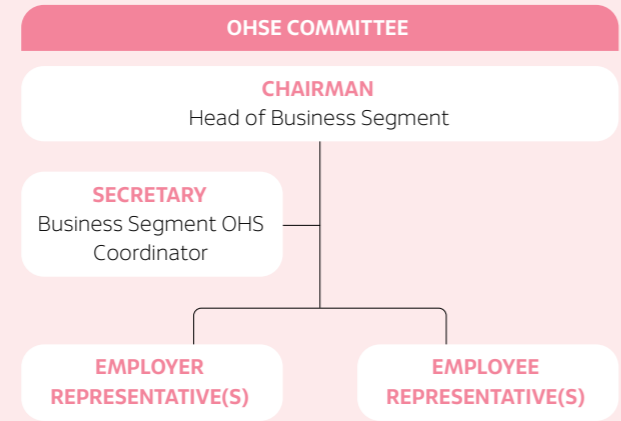 OHSE COMMITTEE
CHAIRMAN
Head of Business Segment
SECRETARY
Business Segment OHS
Coordinator
EMPLOYER
REPRESENTATIVE(S)
EMPLOYEE
REPRESENTATIVE(S)